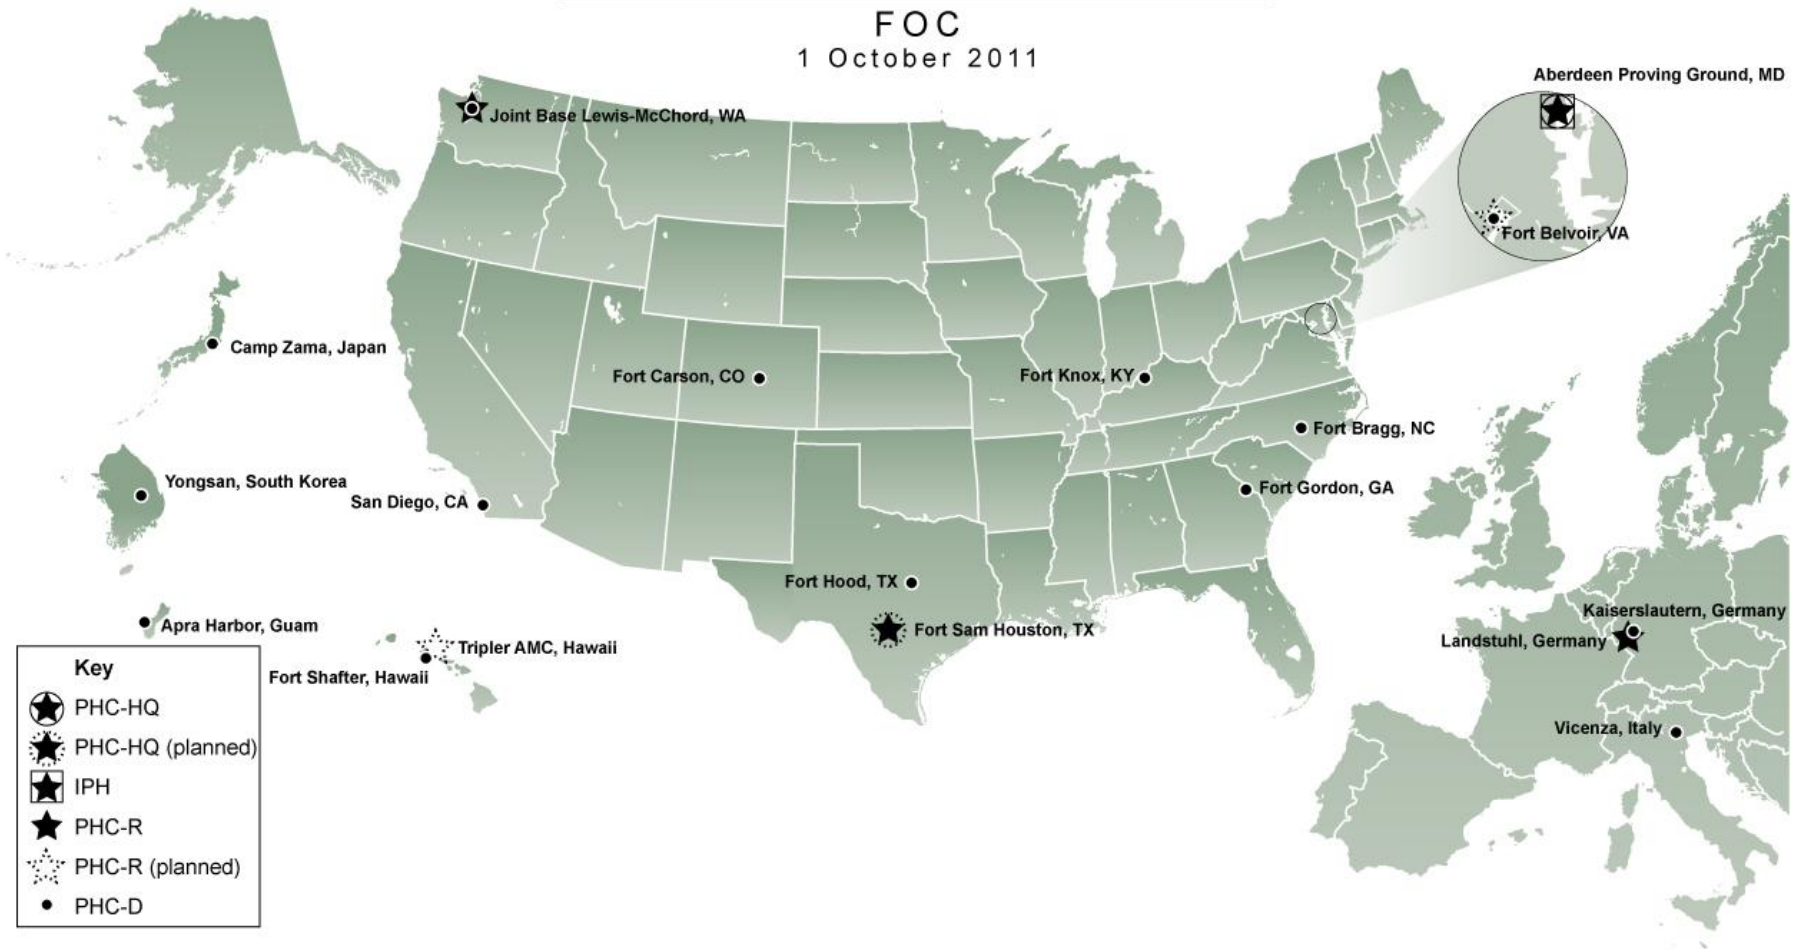 FOC
1 October 2011
Aberdeen Proving Ground, MD
Joint Base Lewis-McChord, WA
Fort Belvoir, VA
Camp Zama, Japan
Fort Carson, CO
Fort Knox, KY
Fort Bragg, NC
Yongsan, South Korea
San Diego, CA
Fort Gordon, GA
Fort Hood, TX
Kaiserslautern, Germany
Apra Harbor, Guam
Fort Sam Houston, TX
Landstuhl, Germany
Tripler AMC, Hawaii
Fort Shafter, Hawaii
Vicenza, Italy
Key
PHC-HQ
PHC-HQ (planned)
IPH
PHC-R
PHC-R (planned)
PHC-D